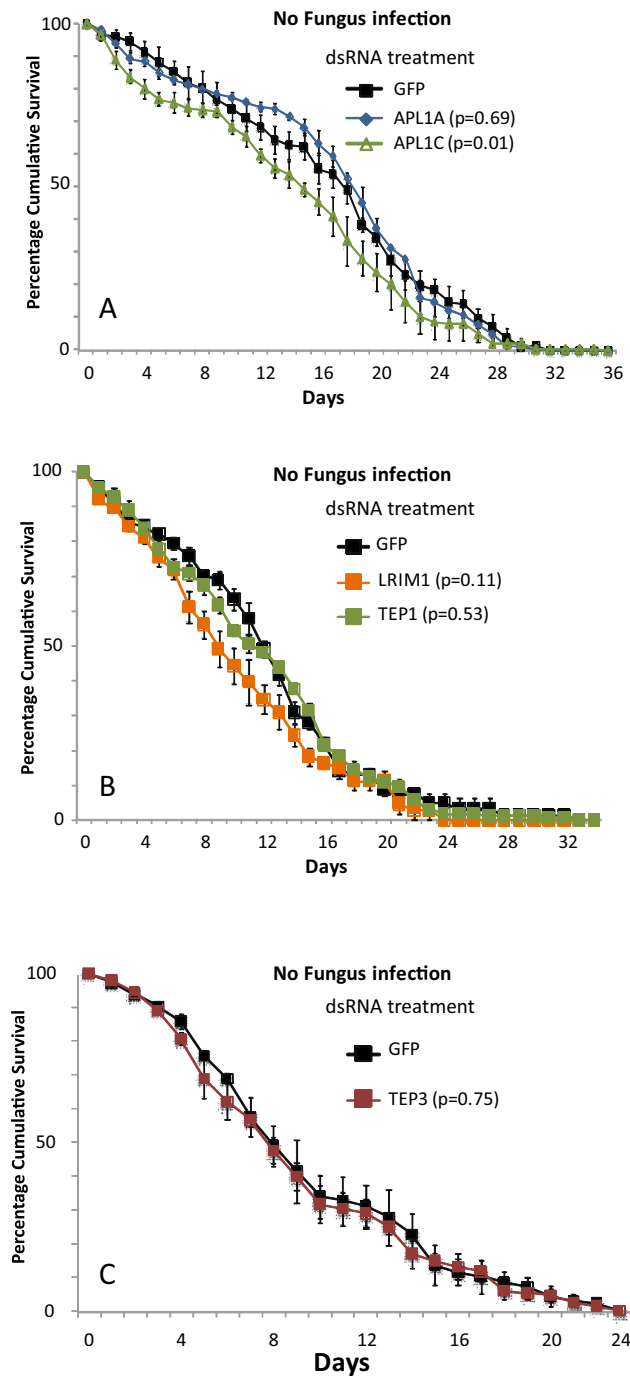 No Fungus infection
dsRNA treatment
GFP
APL1A (p=0.69)
APL1C (p=0.01)
Percentage Cumulative Survival
100
50
0
A
0 4 8 12 16 20 24 28 32 36
Days
No Fungus infection
dsRNA treatment
GFP
LRIM1 (p=0.11)
TEP1 (p=0.53)
Percentage Cumulative Survival
100
50
0
B
0 4 8 12 16 20 24 28 32
Days
No Fungus infection
dsRNA treatment
GFP
TEP3 (p=0.75)
Percentage Cumulative Survival
100
50
0
C
0 4 8 12 16 20 24
Days